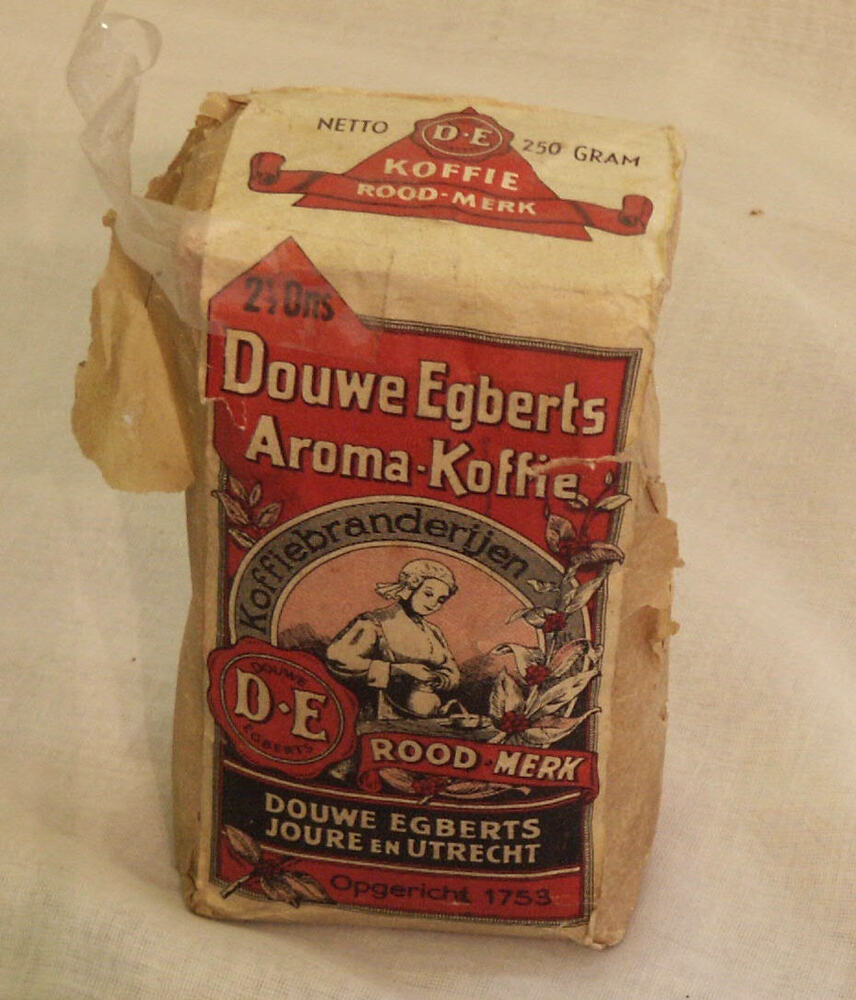 NETTO D·E 250 GRAM
KOFFIE
ROOD-MERK
2½ Ons
Douwe Egberts
Aroma-Koffie
Koffiebranderijen
DOUWE
D·E
EGBERTS
ROOD-MERK
DOUWE EGBERTS
JOURE EN UTRECHT
Opgericht 1753